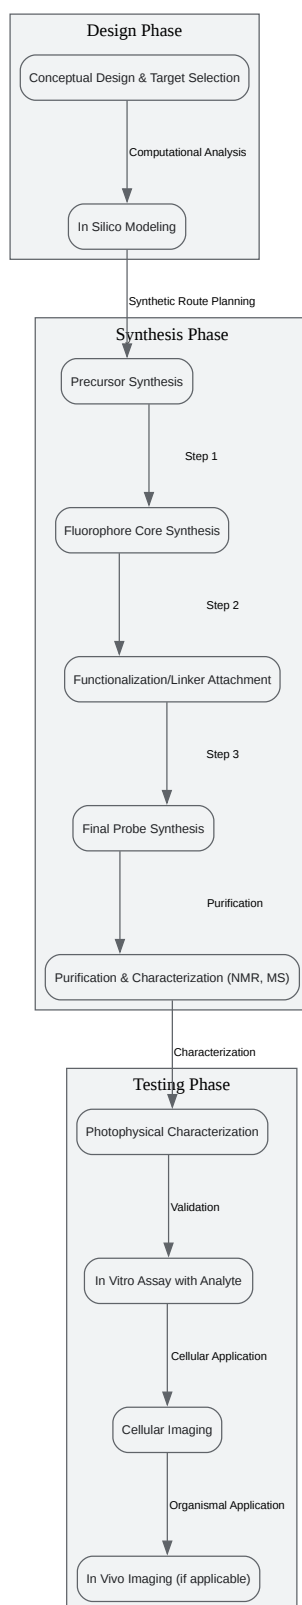 Design Phase
Conceptual Design & Target Selection
Computational Analysis
In Silico Modeling
Synthetic Route Planning
Synthesis Phase
Precursor Synthesis
Step 1
Fluorophore Core Synthesis
Step 2
Functionalization/Linker Attachment
Step 3
Final Probe Synthesis
Purification
Purification & Characterization (NMR, MS)
Characterization
Testing Phase
Photophysical Characterization
Validation
In Vitro Assay with Analyte
Cellular Application
Cellular Imaging
Organismal Application
In Vivo Imaging (if applicable)